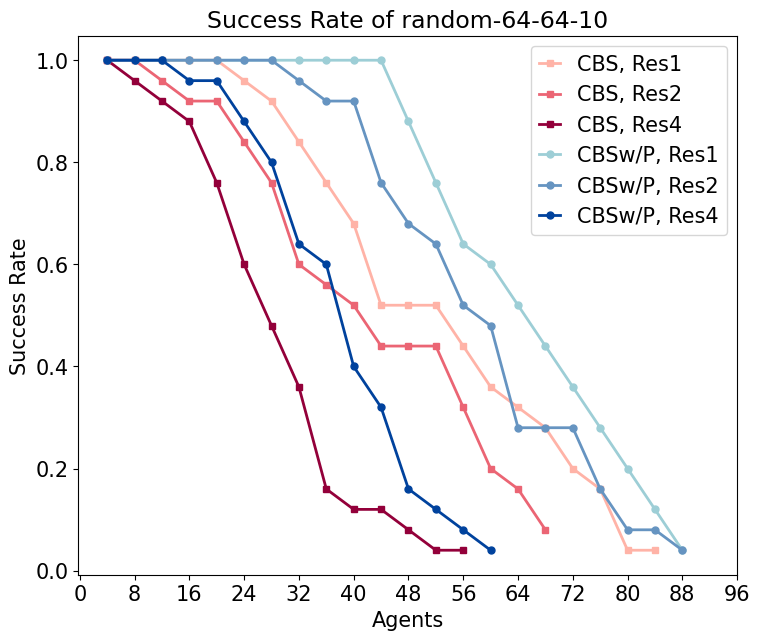 Success Rate of random-64-64-10
CBS, Res1
CBS, Res2
CBS, Res4
CBSw/P, Res1
CBSw/P, Res2
CBSw/P, Res4
Success Rate
1.0
0.8
0.6
0.4
0.2
0.0
0 8 16 24 32 40 48 56 64 72 80 88 96
Agents